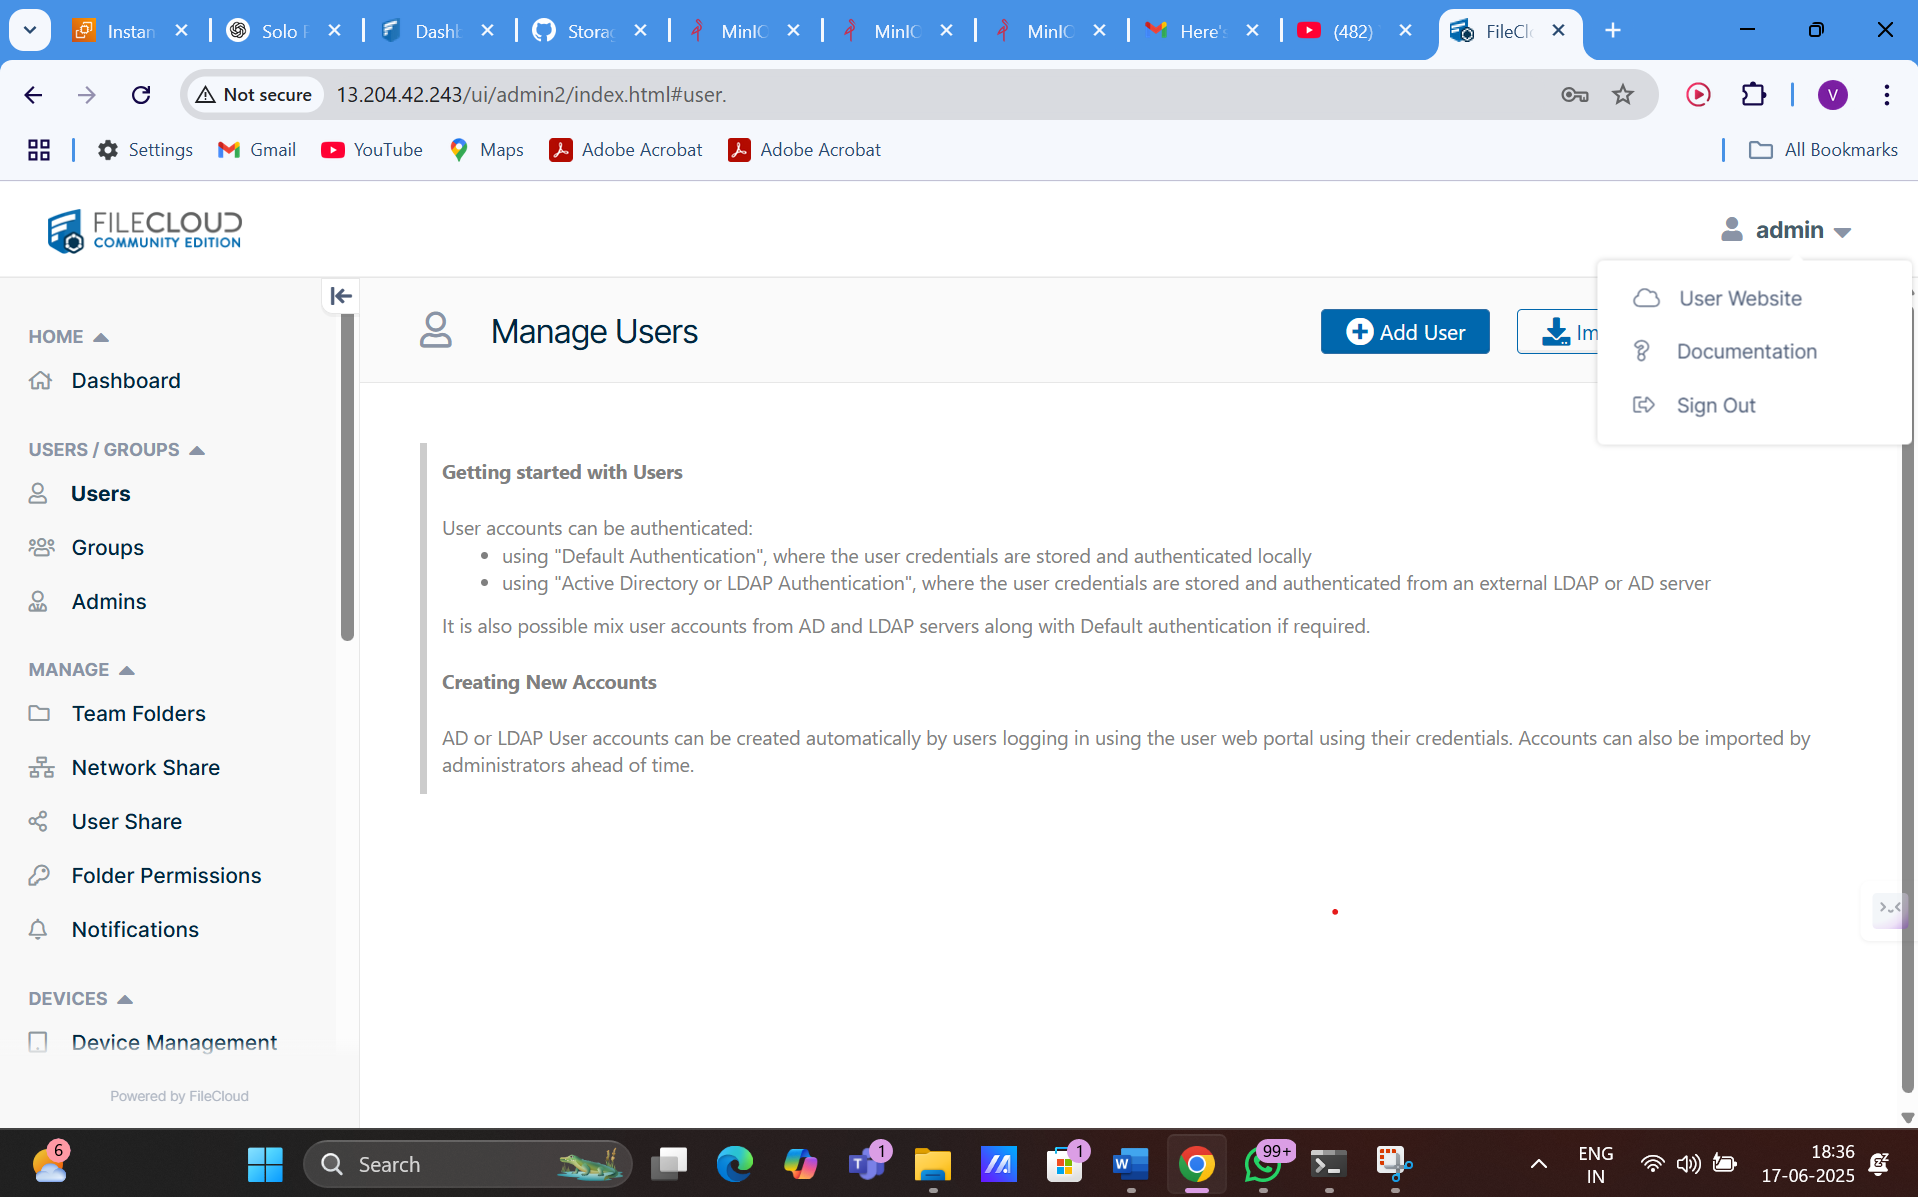 Instan
Solo
Dashb
Stora
MinIO
MinIO
MinIO
Here's
(482)
FileCl
Not secure
13.204.42.243/ui/admin2/index.html#user.
V
Settings
Gmail
YouTube
Maps
Adobe Acrobat
Adobe Acrobat
All Bookmarks
FILECLOUD
COMMUNITY EDITION
admin
User Website
Documentation
Sign Out
HOME
Dashboard
USERS / GROUPS
Users
Groups
Admins
MANAGE
Team Folders
Network Share
User Share
Folder Permissions
Notifications
DEVICES
Device Management
Powered by FileCloud
Manage Users
Add User
Im
Getting started with Users
User accounts can be authenticated:
using "Default Authentication", where the user credentials are stored and authenticated locally
using "Active Directory or LDAP Authentication", where the user credentials are stored and authenticated from an external LDAP or AD server
It is also possible mix user accounts from AD and LDAP servers along with Default authentication if required.
Creating New Accounts
AD or LDAP User accounts can be created automatically by users logging in using the user web portal using their credentials. Accounts can also be imported by
administrators ahead of time.
6
Search
1
1
99+
ENG
IN
18:36
17-06-2025